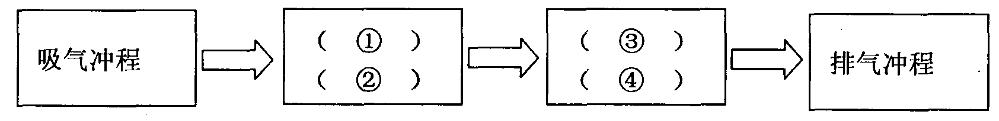 吸气冲程
( ① )
( ② )
( ③ )
( ④ )
排气冲程